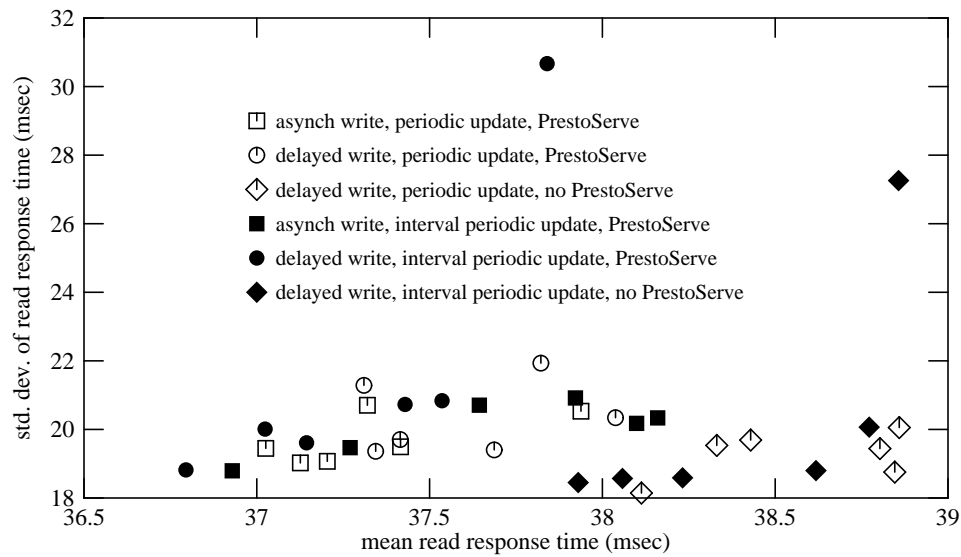 32
30
28
26
24
22
20
18
std. dev. of read response time (msec)
asynch write, periodic update, PrestoServe
delayed write, periodic update, PrestoServe
delayed write, periodic update, no PrestoServe
asynch write, interval periodic update, PrestoServe
delayed write, interval periodic update, PrestoServe
delayed write, interval periodic update, no PrestoServe
36.5 37 37.5 38 38.5 39
mean read response time (msec)